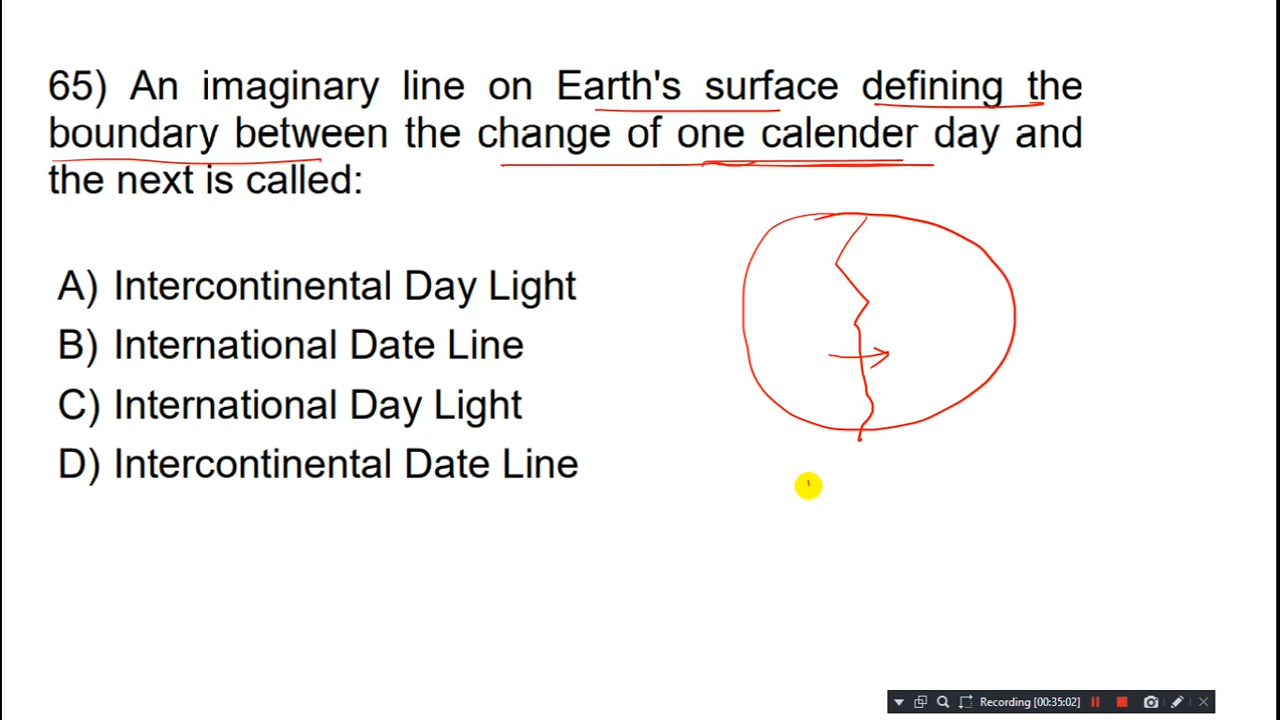 65) An imaginary line on Earth's surface defining the
boundary between the change of one calender day and
the next is called:
A) Intercontinental Day Light
B) International Date Line
C) International Day Light
D) Intercontinental Date Line
Recording [00:35:02]